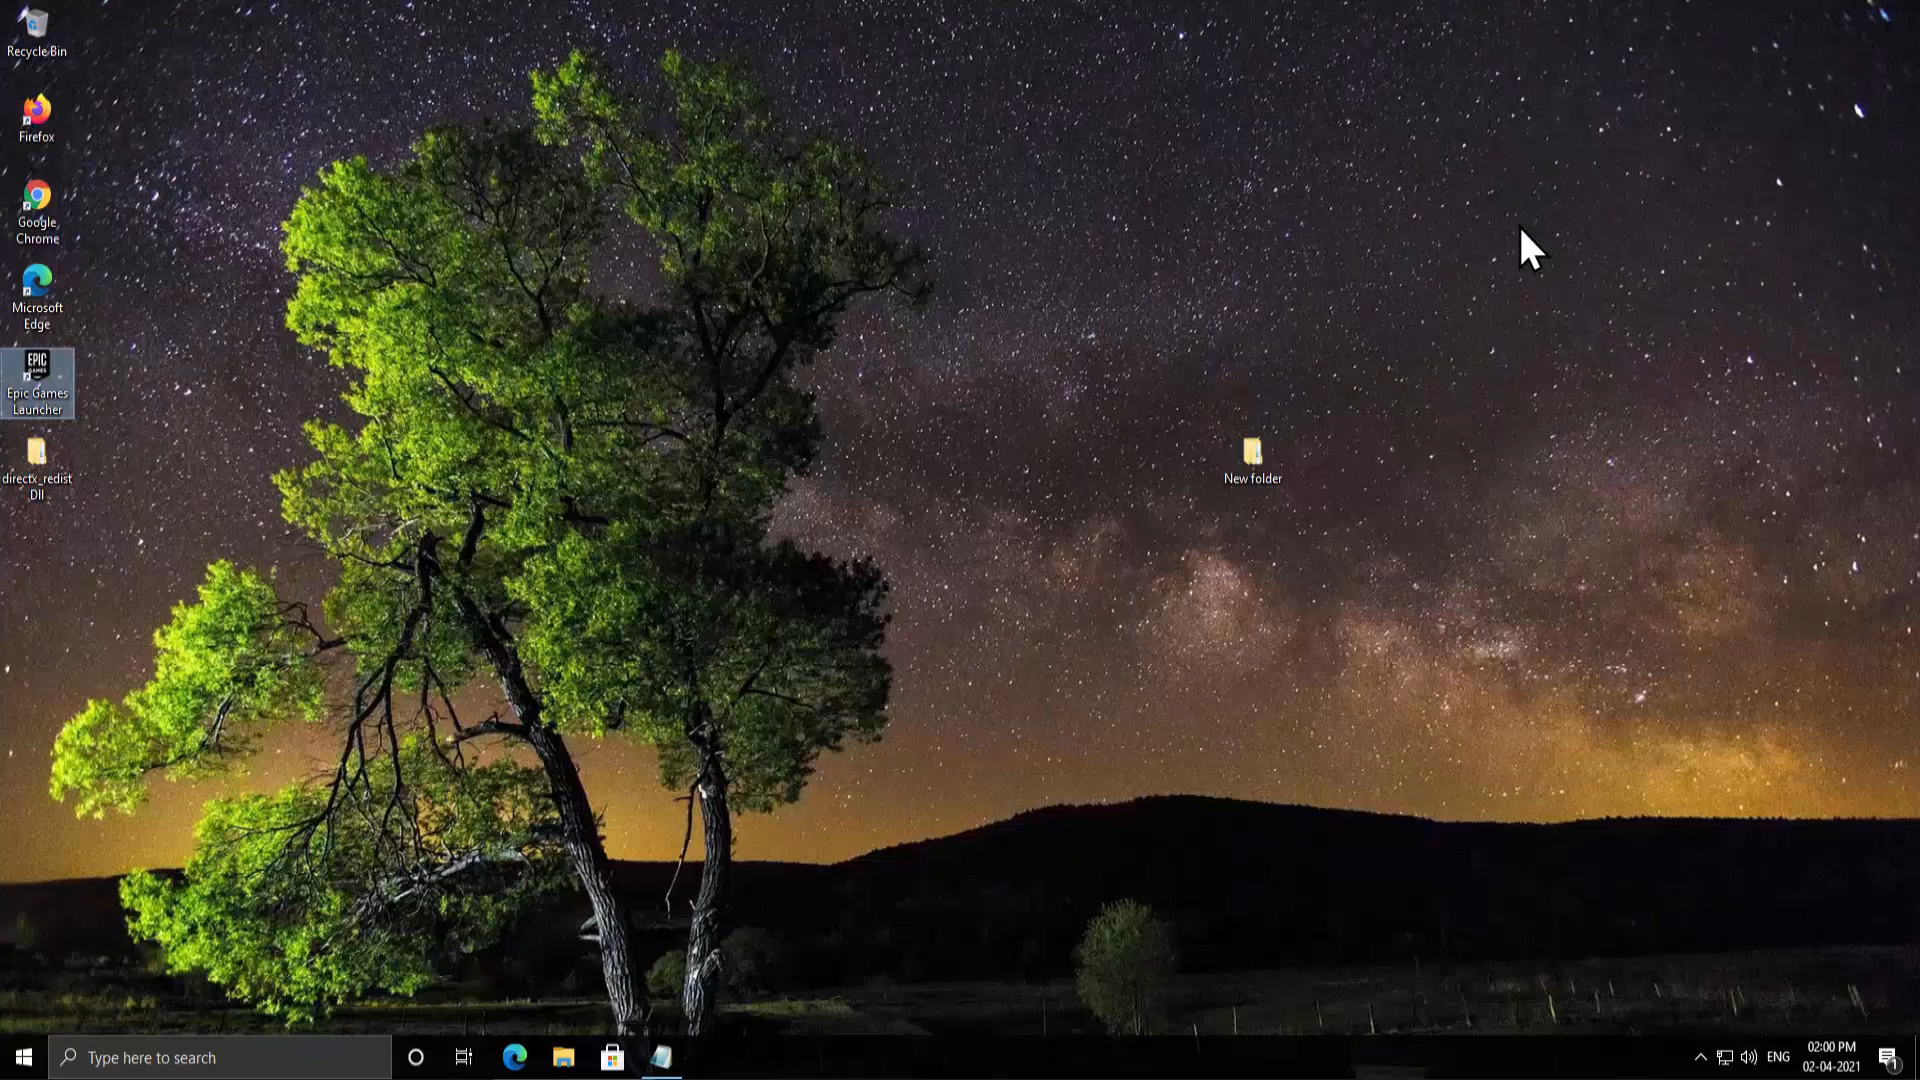 Recycle Bin
Firefox
Google
Chrome
Microsoft
Edge
EPIC
GAMES
Epic Games
Launcher
directx_redist
Dll
New folder
Type here to search
ENG
02:00 PM
02-04-2021
1